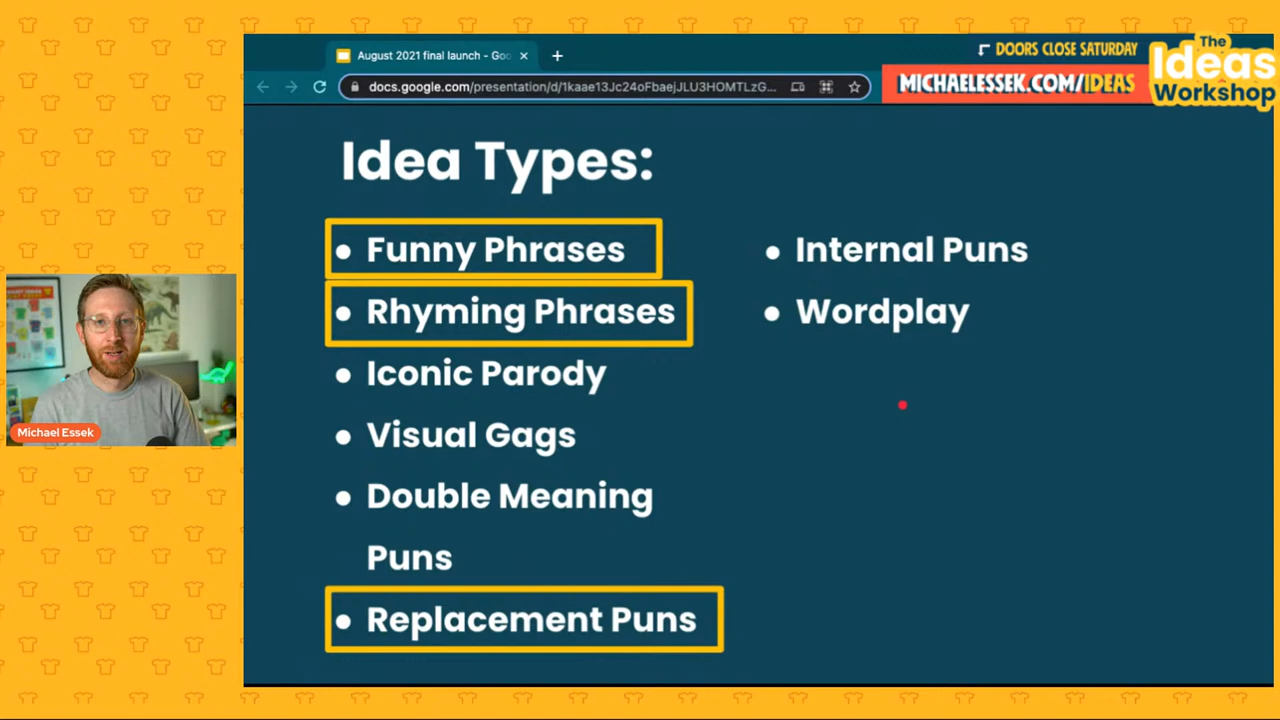 August 2021 final launch - Goo
DOORS CLOSE SATURDAY
The
Ideas
Workshop
docs.google.com/presentation/d/1kaae13Jc24oFbaejJLU3HOMTLzG...
MICHAELESSEK.COM/IDEAS
Idea Types:
• Funny Phrases
• Rhyming Phrases
• Iconic Parody
• Visual Gags
• Double Meaning
Puns
• Replacement Puns
• Internal Puns
• Wordplay
Michael Essek